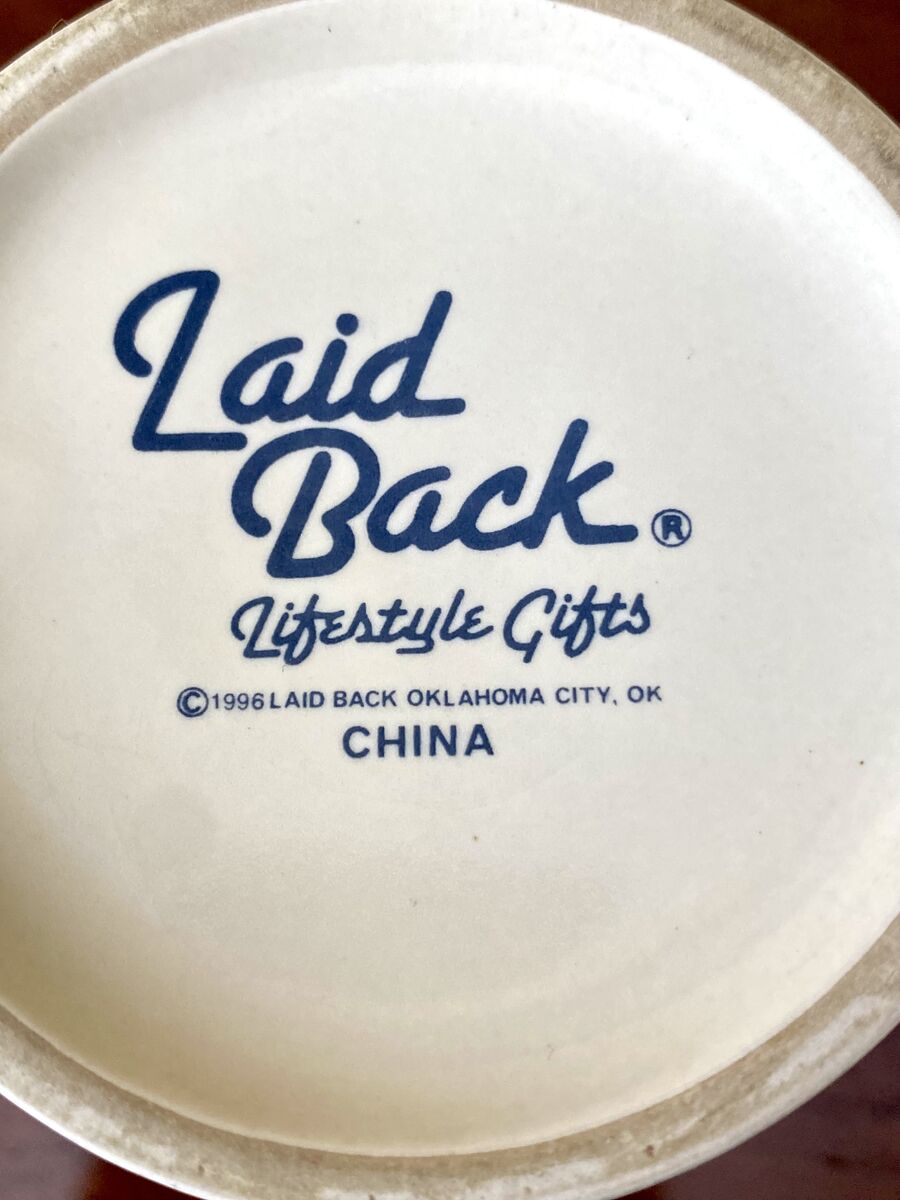 Laid
Back ®
Lifestyle Gifts
©1996 LAID BACK OKLAHOMA CITY, OK
CHINA